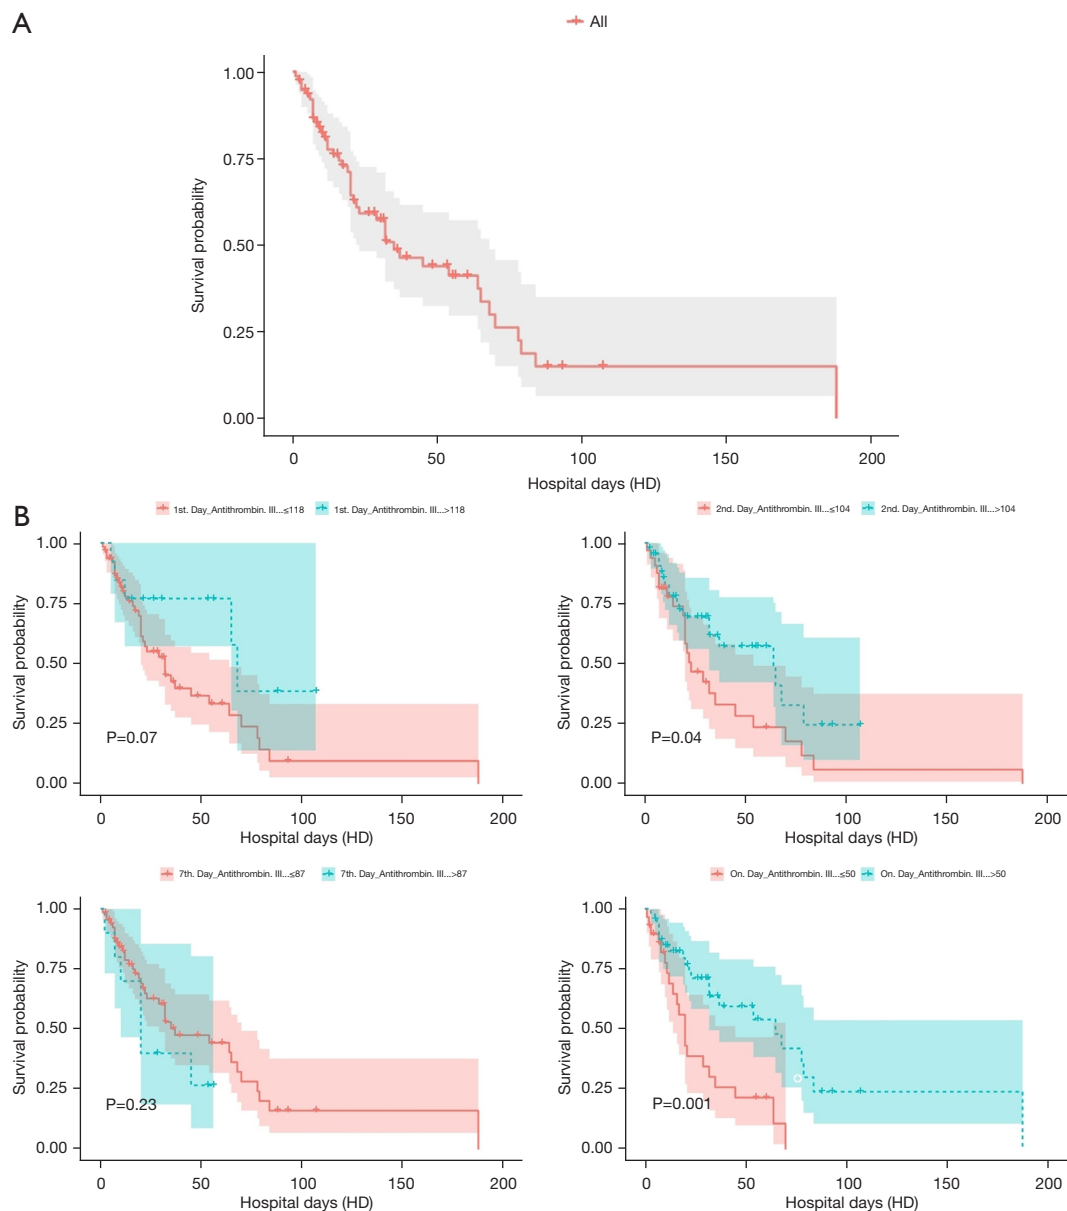 A
All
1.00
0.75
0.50
0.25
0.00
Survival probability
0 50 100 150 200
Hospital days (HD)
B
1st. Day_Antithrombin. III...≤118 1st. Day_Antithrombin. III...>118
1.00
0.75
0.50
0.25
0.00
Survival probability
P=0.07
0 50 100 150 200
Hospital days (HD)
2nd. Day_Antithrombin. III...≤104 2nd. Day_Antithrombin. III...>104
1.00
0.75
0.50
0.25
0.00
Survival probability
P=0.04
0 50 100 150 200
Hospital days (HD)
7th. Day_Antithrombin. III...≤87 7th. Day_Antithrombin. III...>87
1.00
0.75
0.50
0.25
0.00
Survival probability
P=0.23
0 50 100 150 200
Hospital days (HD)
On. Day_Antithrombin. III...≤50 On. Day_Antithrombin. III...>50
1.00
0.75
0.50
0.25
0.00
Survival probability
P=0.001
0 50 100 150 200
Hospital days (HD)